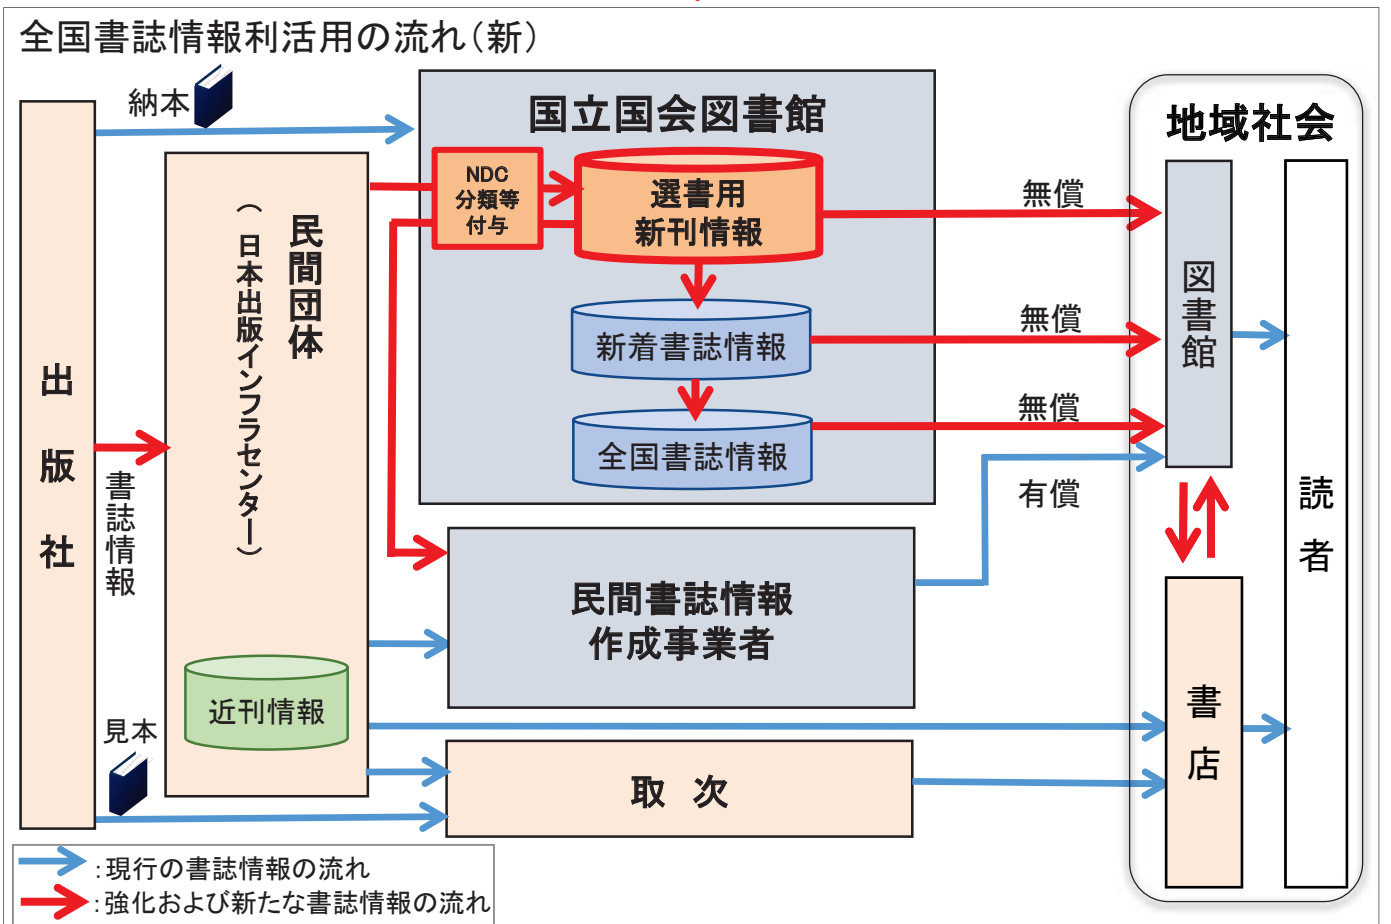 全国書誌情報利活用の流れ（新）
納本
国立国会図書館
地域社会
NDC
分類等
付与
選書用
新刊情報
無償
民間団体
（日本出版インフラセンター）
新着書誌情報
無償
図書館
出版社
全国書誌情報
無償
有償
書誌情報
読者
民間書誌情報
作成事業者
近刊情報
書店
見本
取次
：現行の書誌情報の流れ
：強化および新たな書誌情報の流れ